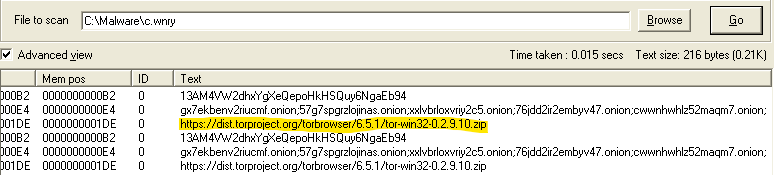 File to scan C:\Malware\c.wnry Browse Go
Advanced view Time taken : 0.015 secs Text size: 216 bytes (0.21K)
Mem pos ID Text
000B2 0000000000B2 0 13AM4VW2dhxYgXeQepoHkHSQuy6NgaEb94
000E4 0000000000E4 0 gx7ekbenv2riucmf.onion;57g7spgrzlojinas.onion;xxlvbrloxvriy2c5.onion;76jdd2ir2embyv47.onion;cwwnhwhlz52maqm7.onion;
001DE 0000000001DE 0 https://dist.torproject.org/torbrowser/6.5.1/tor-win32-0.2.9.10.zip
000B2 0000000000B2 0 13AM4VW2dhxYgXeQepoHkHSQuy6NgaEb94
000E4 0000000000E4 0 gx7ekbenv2riucmf.onion;57g7spgrzlojinas.onion;xxlvbrloxvriy2c5.onion;76jdd2ir2embyv47.onion;cwwnhwhlz52maqm7.onion;
001DE 0000000001DE 0 https://dist.torproject.org/torbrowser/6.5.1/tor-win32-0.2.9.10.zip